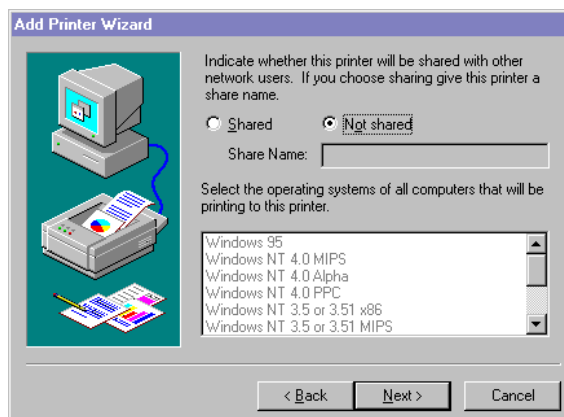 Add Printer Wizard
Indicate whether this printer will be shared with other
network users. If you choose sharing give this printer a
share name.
Shared Not shared
Share Name:
Select the operating systems of all computers that will be
printing to this printer.
Windows 95
Windows NT 4.0 MIPS
Windows NT 4.0 Alpha
Windows NT 4.0 PPC
Windows NT 3.5 or 3.51 x86
Windows NT 3.5 or 3.51 MIPS
< Back Next > Cancel